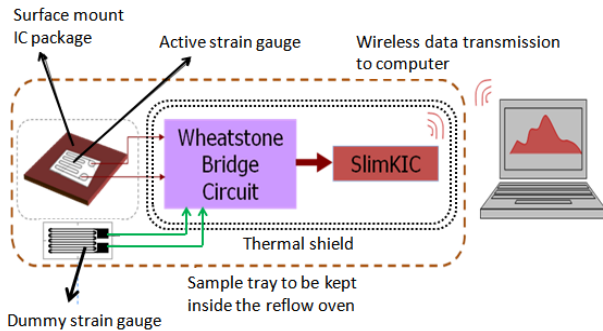 Surface mount
IC package
Active strain gauge
Wireless data transmission
to computer
Wheatstone
Bridge
Circuit
SlimKIC
Thermal shield
Sample tray to be kept
inside the reflow oven
Dummy strain gauge